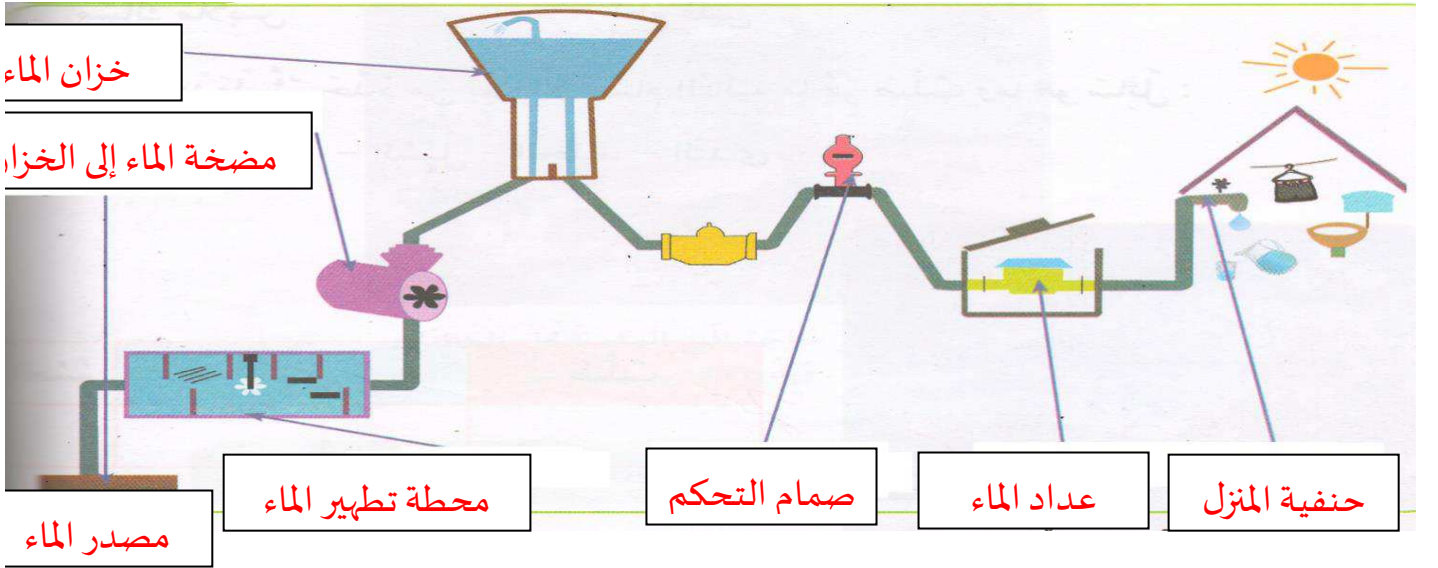 خزان الماء
مضخة الماء إلى الخزان
حنفية المنزل
عداد الماء
صمام التحكم
محطة تطهير الماء
مصدر الماء